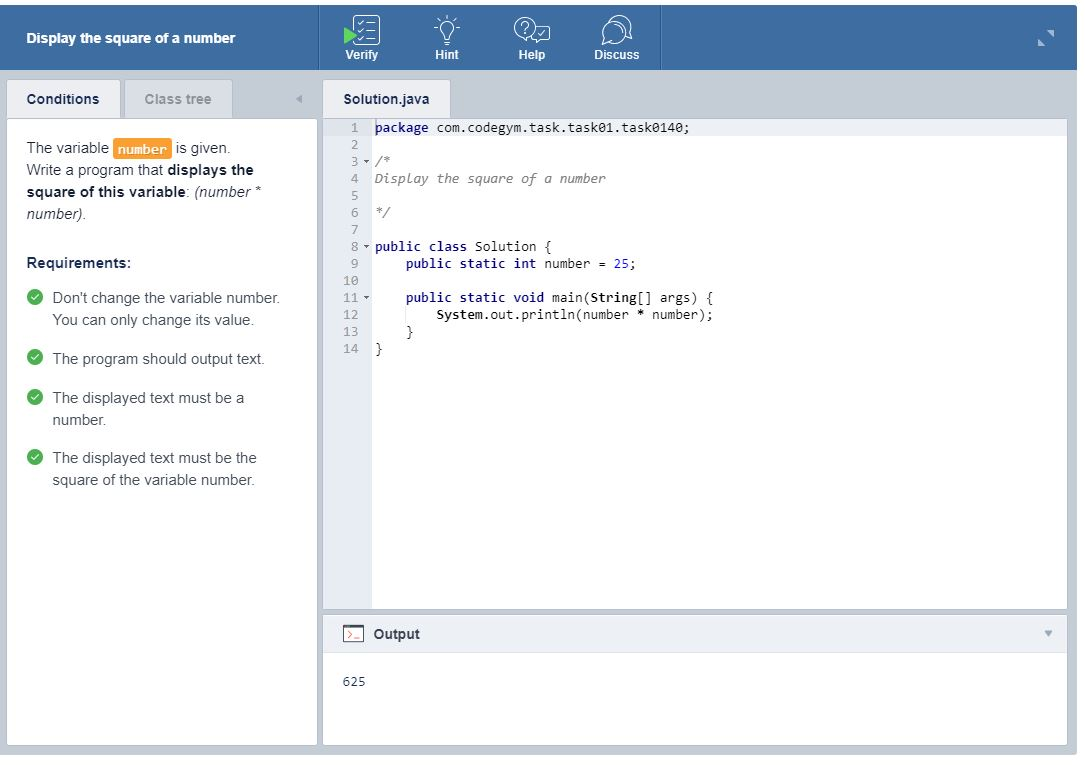 Display the square of a number
Verify
Hint
Help
Discuss
Conditions
Class tree
The variable number is given.
Write a program that displays the
square of this variable: (number *
number).
Requirements:
Don't change the variable number.
You can only change its value.
The program should output text.
The displayed text must be a
number.
The displayed text must be the
square of the variable number.
Solution.java
1 package com.codegym.task.task01.task0140;
2
3 /*
4 Display the square of a number
5
6 */
7
8 public class Solution {
9     public static int number = 25;
10
11     public static void main(String[] args) {
12         System.out.println(number * number);
13     }
14 }
>_ Output
625